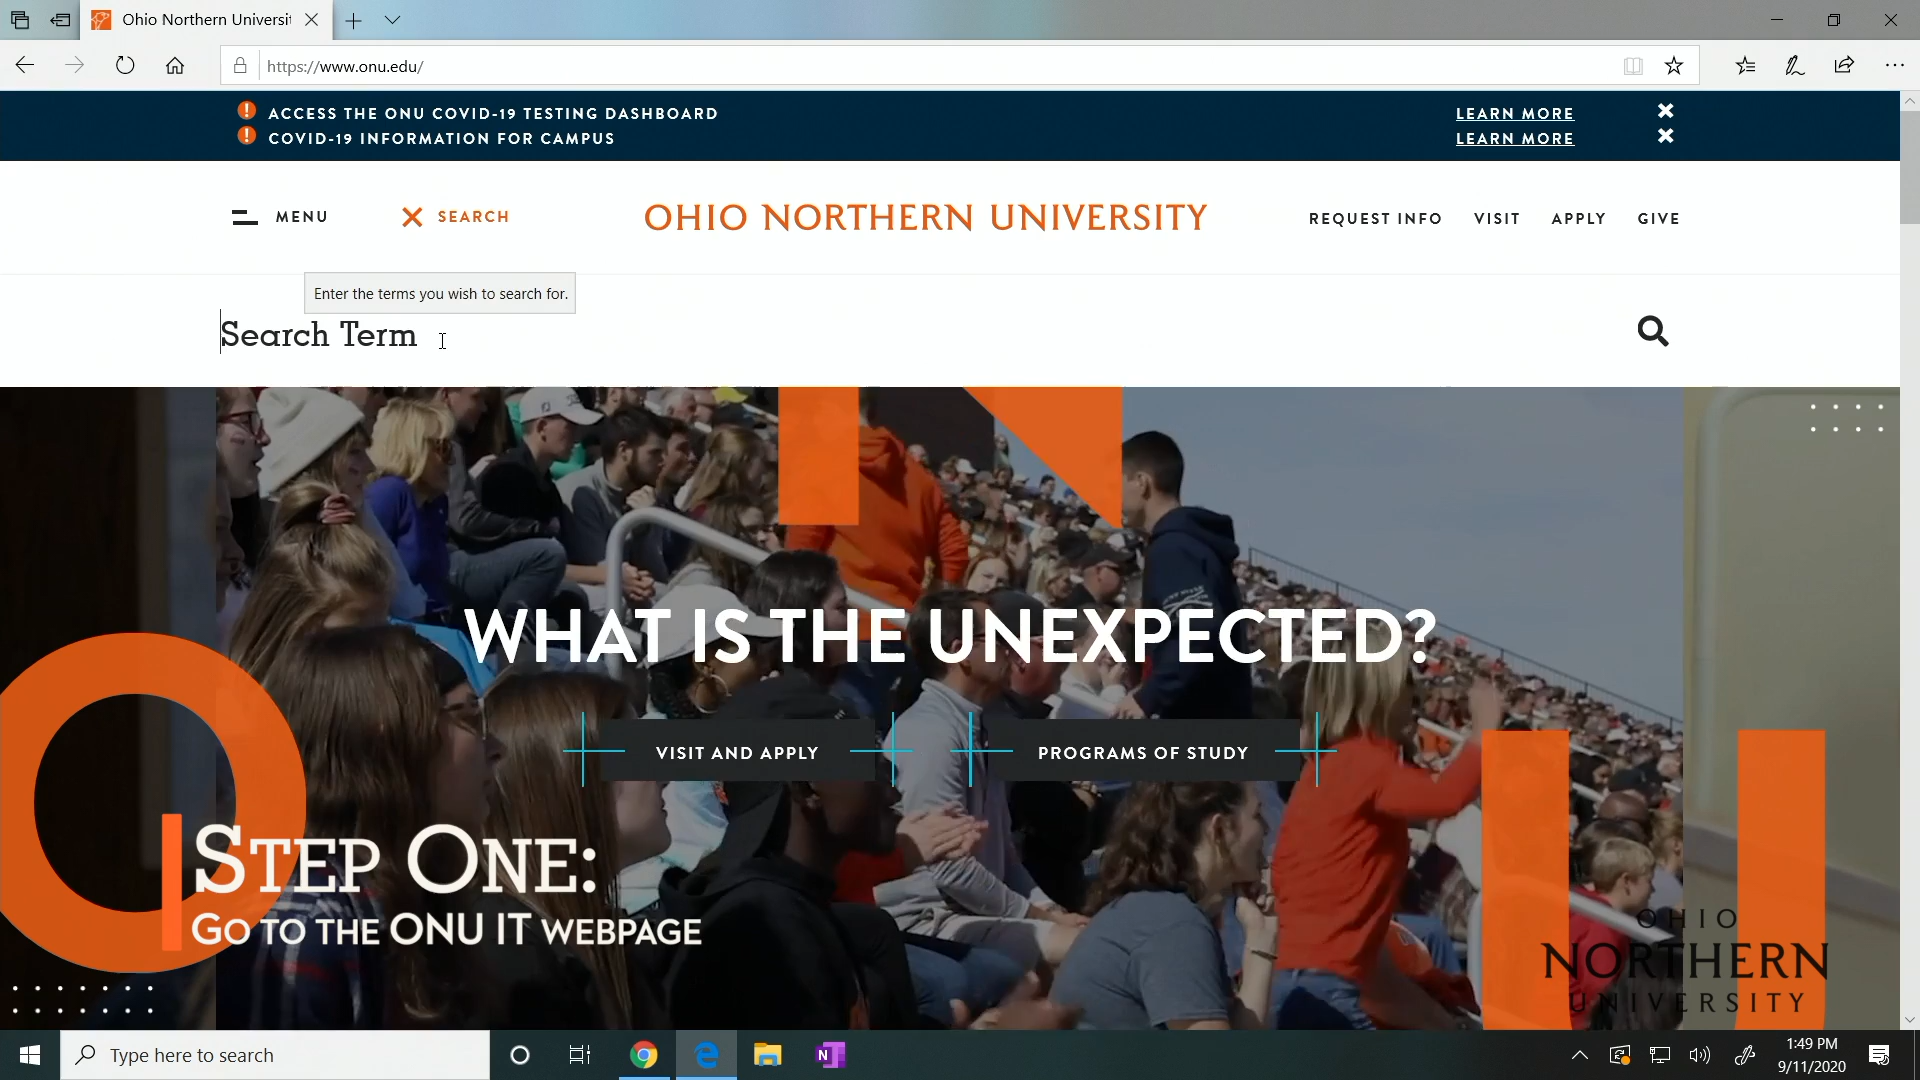 Ohio Northern Universit
https://www.onu.edu/
ACCESS THE ONU COVID-19 TESTING DASHBOARD LEARN MORE
COVID-19 INFORMATION FOR CAMPUS LEARN MORE
MENU SEARCH OHIO NORTHERN UNIVERSITY REQUEST INFO VISIT APPLY GIVE
Enter the terms you wish to search for.
Search Term
WHAT IS THE UNEXPECTED?
VISIT AND APPLY PROGRAMS OF STUDY
STEP ONE:
GO TO THE ONU IT WEBPAGE
OHIO
NORTHERN
UNIVERSITY
Type here to search
1:49 PM
9/11/2020